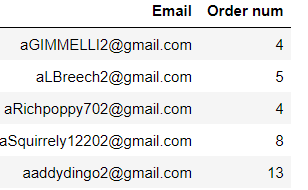 Email Order num
aGIMMELLI2@gmail.com 4
aLBreech2@gmail.com 5
aRichpoppy702@gmail.com 4
aSquirrely12202@gmail.com 8
aaddydingo2@gmail.com 13